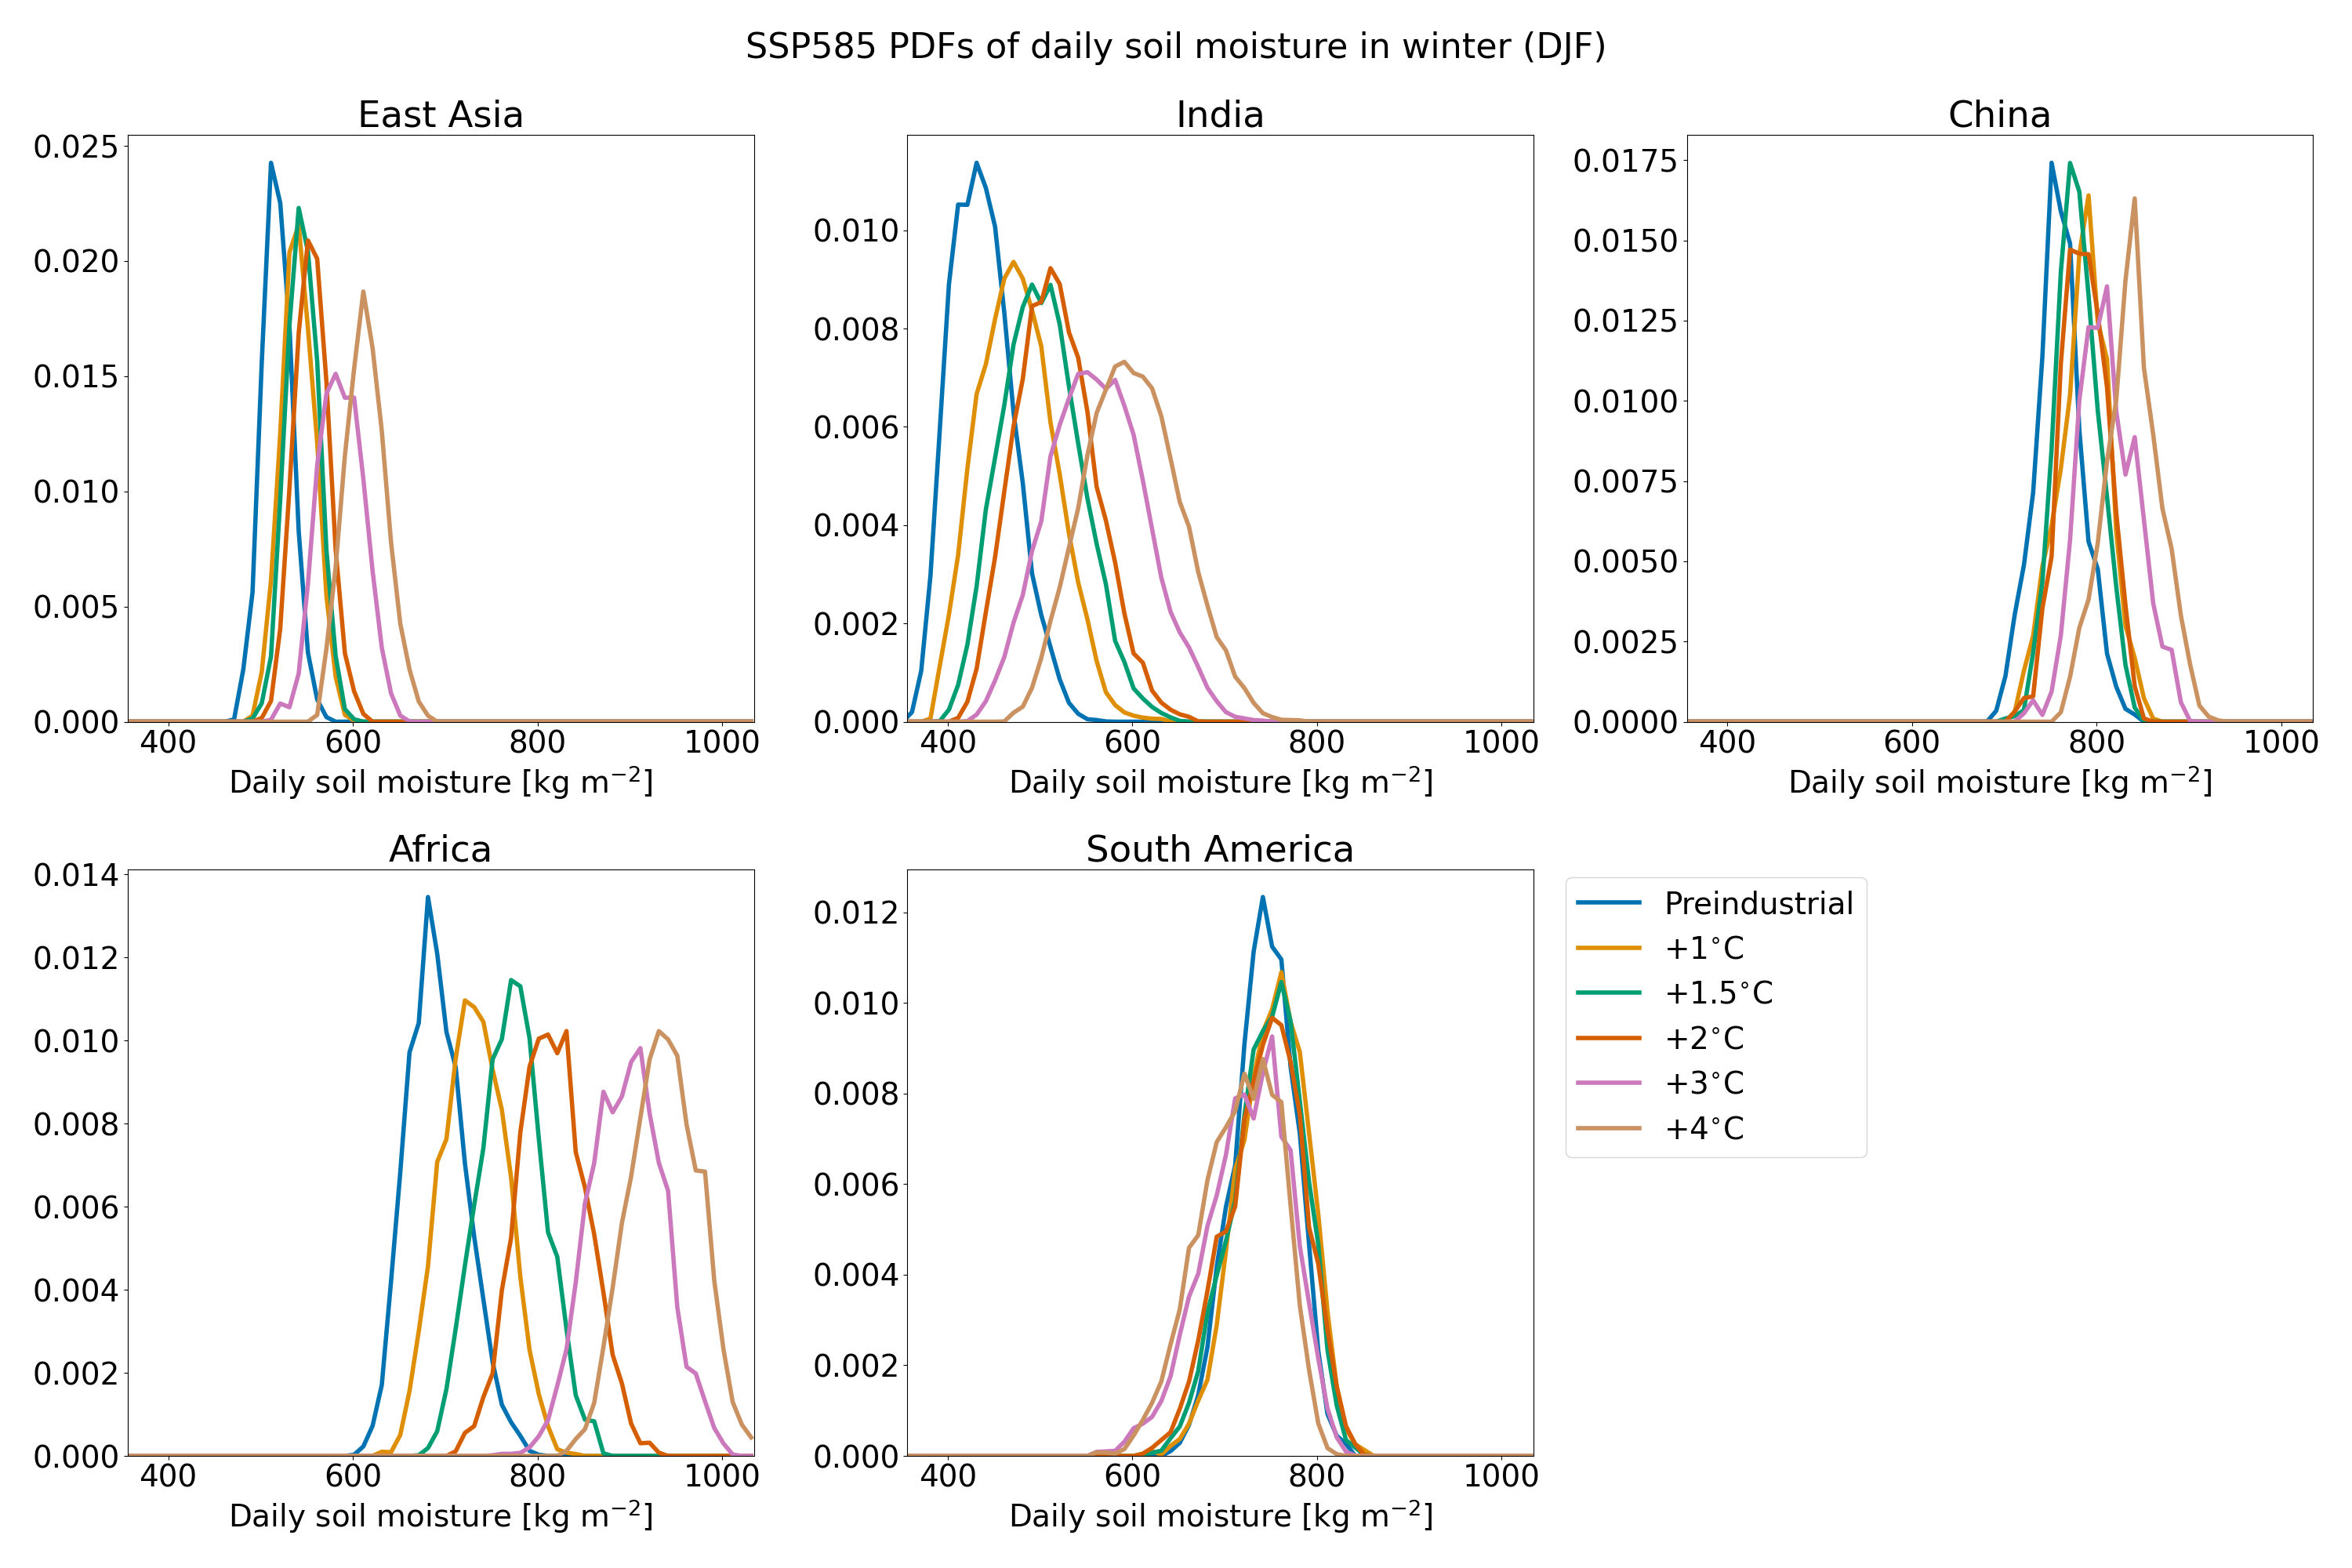 SSP585 PDFs of daily soil moisture in winter (DJF)
East Asia
0.025
0.020
0.015
0.010
0.005
0.000
400 600 800 1000
Daily soil moisture [kg m⁻²]
India
0.010
0.008
0.006
0.004
0.002
0.000
400 600 800 1000
Daily soil moisture [kg m⁻²]
China
0.0175
0.0150
0.0125
0.0100
0.0075
0.0050
0.0025
0.0000
400 600 800 1000
Daily soil moisture [kg m⁻²]
Africa
0.014
0.012
0.010
0.008
0.006
0.004
0.002
0.000
400 600 800 1000
Daily soil moisture [kg m⁻²]
South America
0.012
0.010
0.008
0.006
0.004
0.002
0.000
400 600 800 1000
Daily soil moisture [kg m⁻²]
Preindustrial
+1°C
+1.5°C
+2°C
+3°C
+4°C